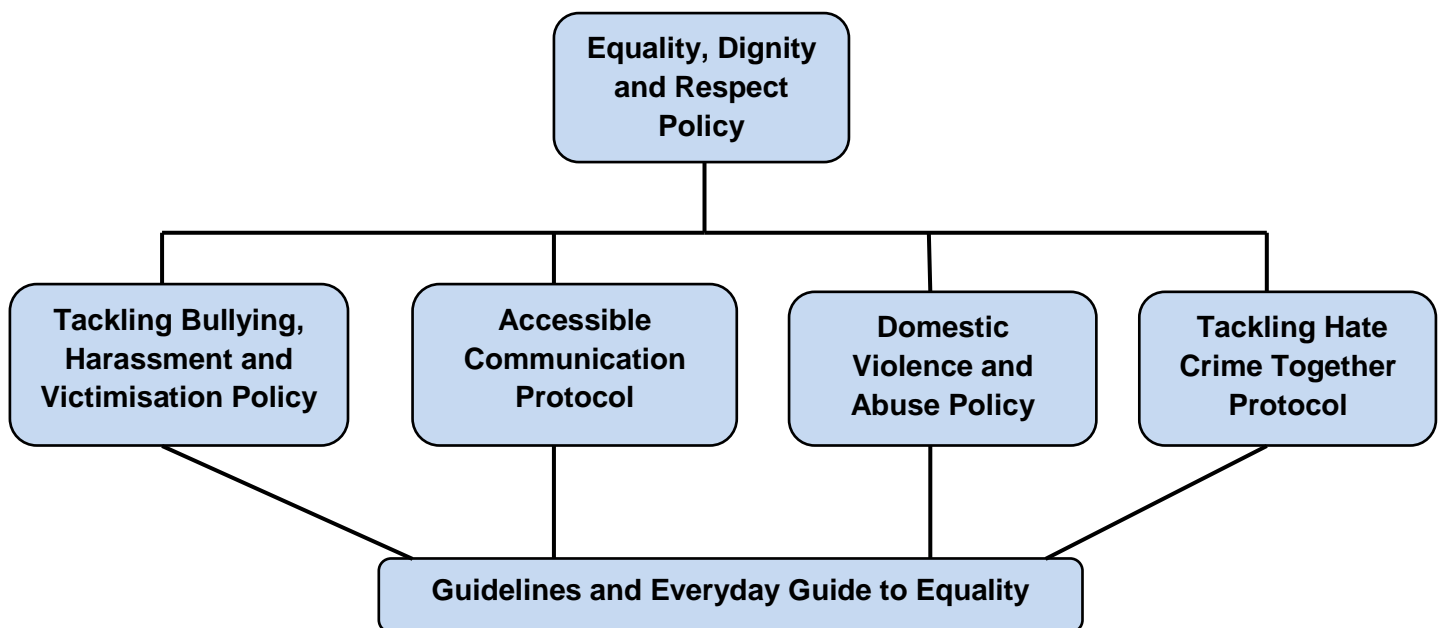 Equality, Dignity
and Respect
Policy
Tackling Bullying,
Harassment and
Victimisation Policy
Accessible
Communication
Protocol
Domestic
Violence and
Abuse Policy
Tackling Hate
Crime Together
Protocol
Guidelines and Everyday Guide to Equality